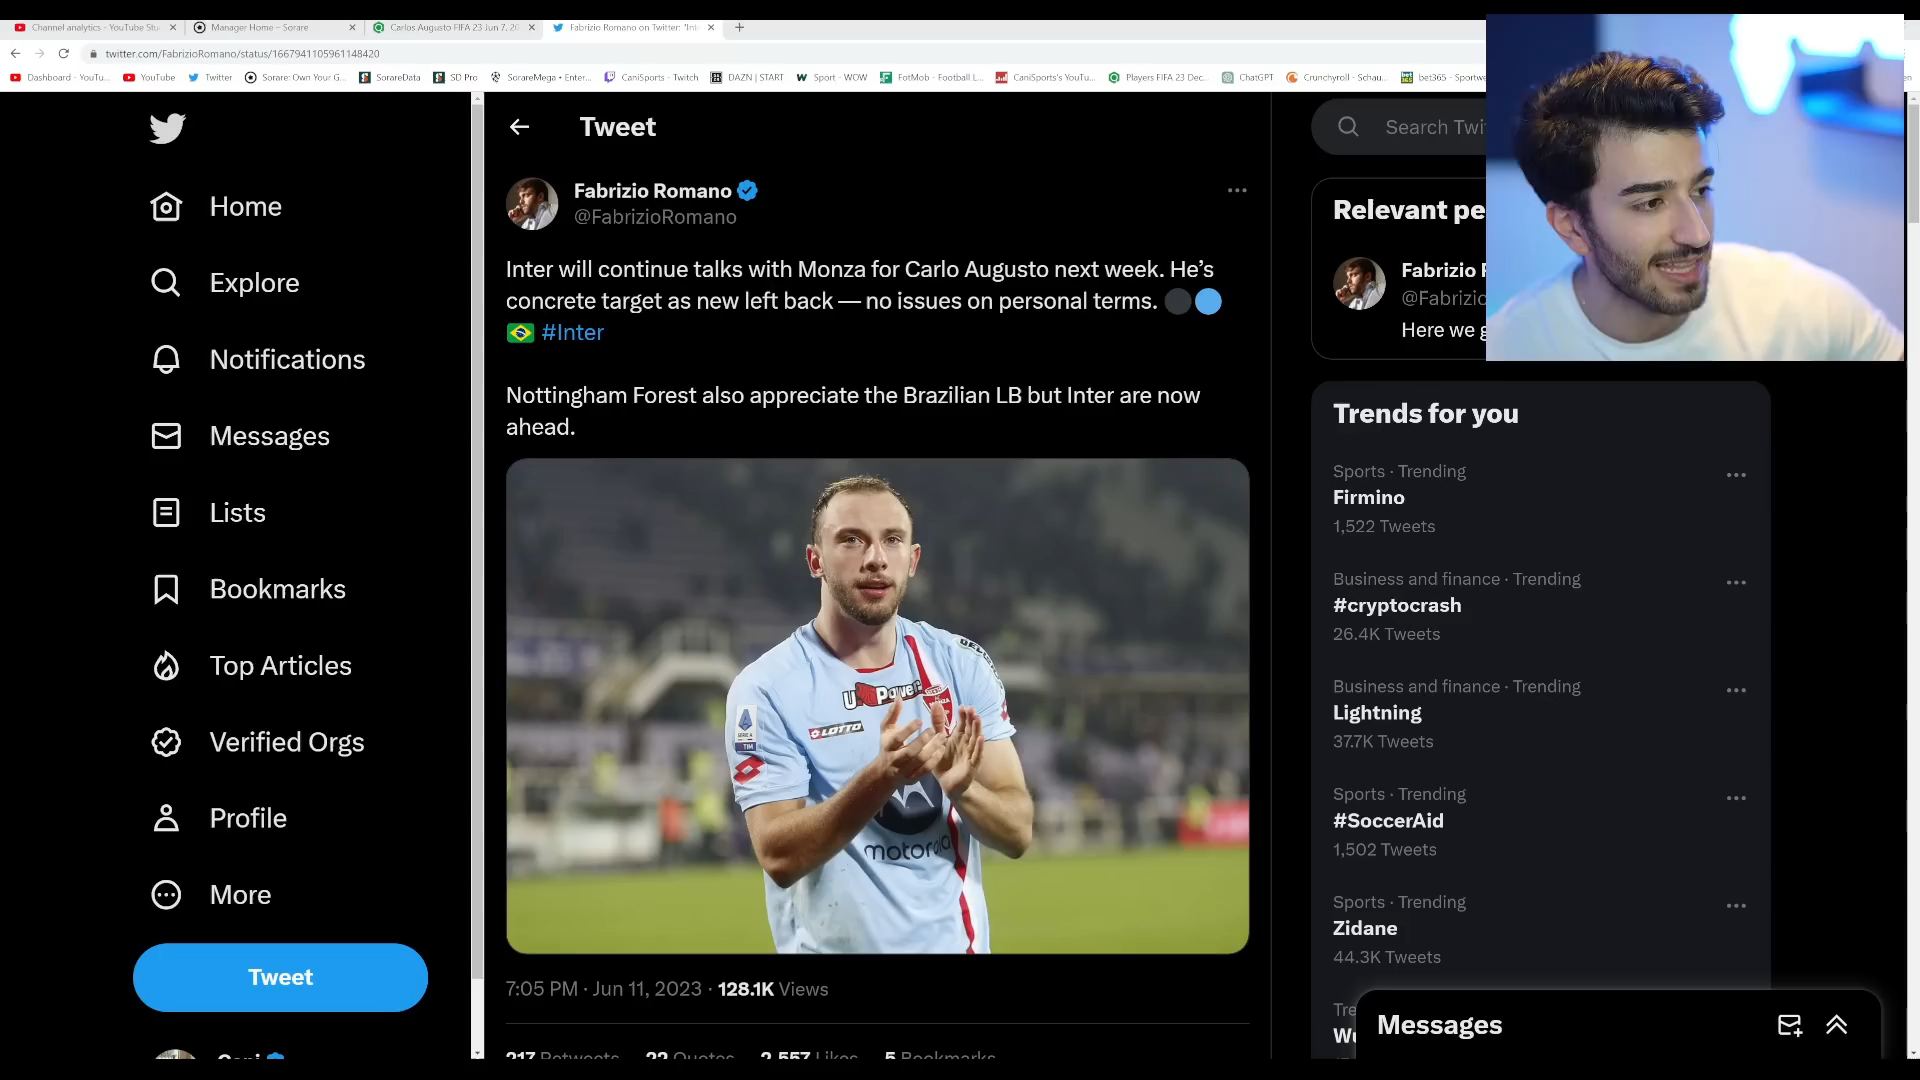 Channel analytics - YouTube Stu
Manager Home – Sorare
Carlos Augusto FIFA 23 Jun 7, 20
Fabrizio Romano on Twitter: "Int
twitter.com/FabrizioRomano/status/1667941105961148420
Dashboard - YouTu...
YouTube
Twitter
Sorare: Own Your G...
SorareData
SD Pro
SorareMega • Enter...
CaniSports - Twitch
DAZN | START
Sport - WOW
FotMob - Football L...
CaniSports's YouTu...
Players FIFA 23 Dec...
ChatGPT
Crunchyroll - Schau...
bet365 - Sportwe
Home
Explore
Notifications
Messages
Lists
Bookmarks
Top Articles
Verified Orgs
Profile
More
Tweet
Tweet
Fabrizio Romano
@FabrizioRomano
Inter will continue talks with Monza for Carlo Augusto next week. He's
concrete target as new left back — no issues on personal terms. ⚫🔵
🇧🇷 #Inter
Nottingham Forest also appreciate the Brazilian LB but Inter are now
ahead.
SERIE A
TIM
LOTTO
MONZA
motorola
7:05 PM · Jun 11, 2023 · 128.1K Views
217 Retweets 22 Quotes 2,557 Likes 5 Bookmarks
Search Twi
Relevant pe
Fabrizio R
@Fabrizio
Here we g
Trends for you
Sports · Trending
Firmino
1,522 Tweets
Business and finance · Trending
#cryptocrash
26.4K Tweets
Business and finance · Trending
Lightning
37.7K Tweets
Sports · Trending
#SoccerAid
1,502 Tweets
Sports · Trending
Zidane
44.3K Tweets
Tre
Wu
Messages